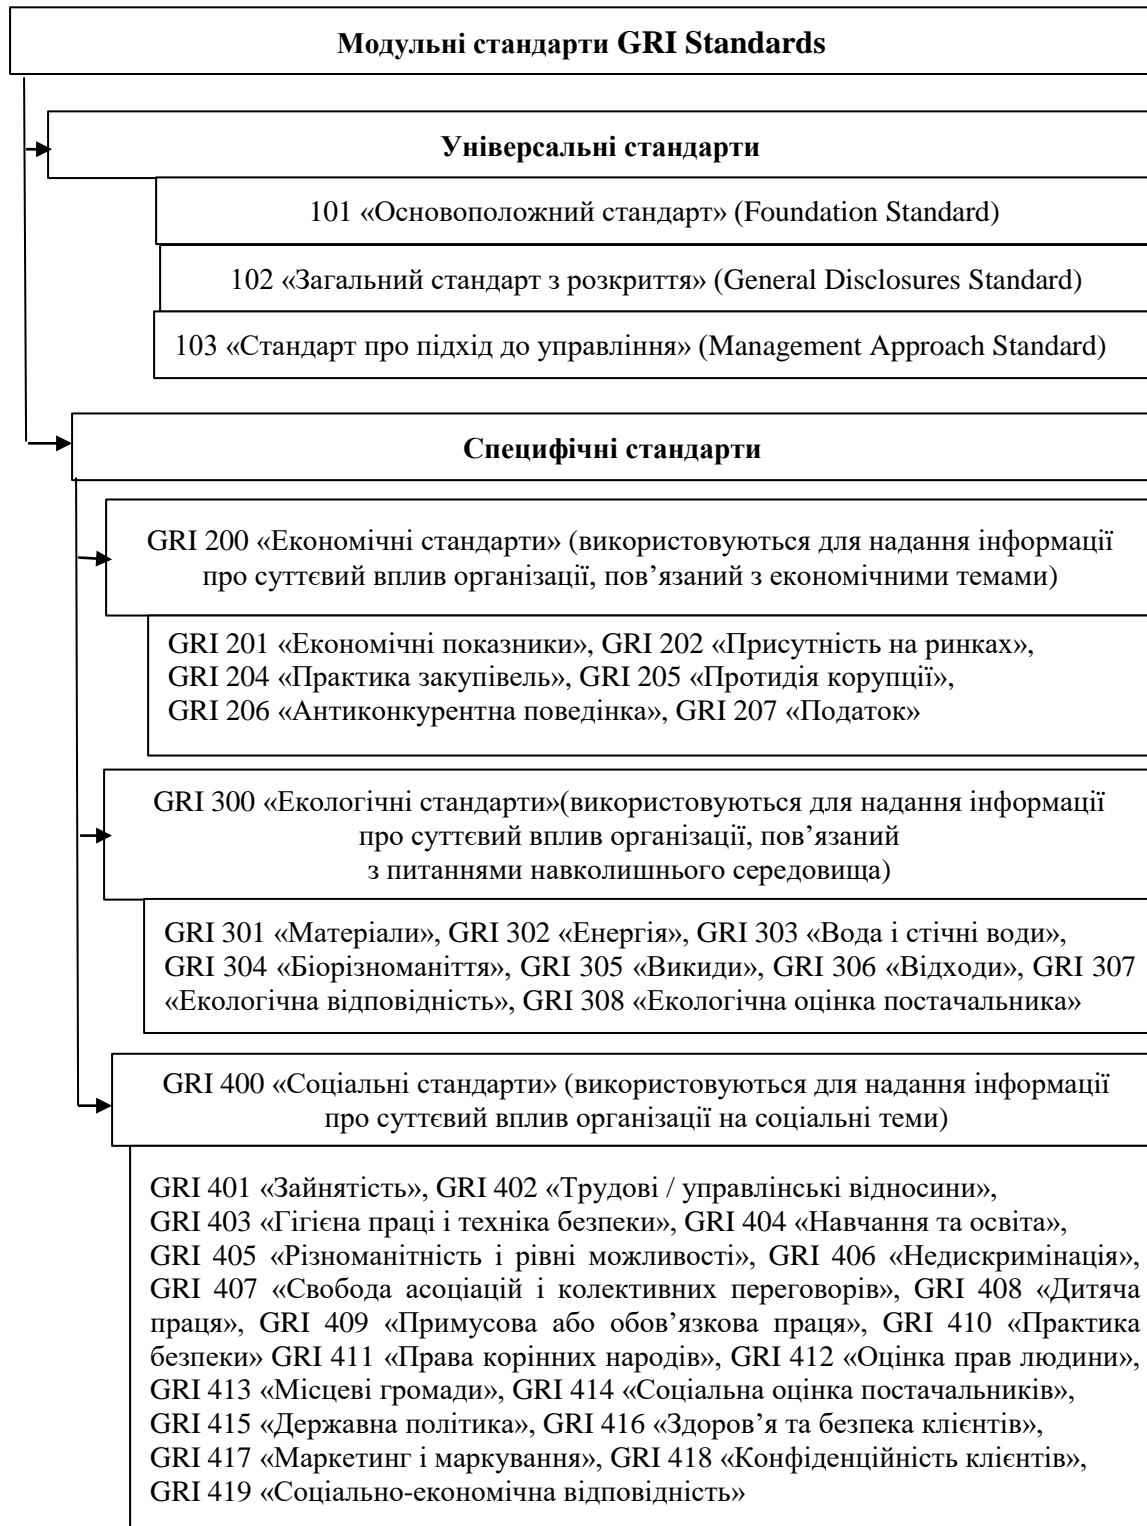 Модульні стандарти GRI Standards
Універсальні стандарти
101 «Основоположний стандарт» (Foundation Standard)
102 «Загальний стандарт з розкриття» (General Disclosures Standard)
103 «Стандарт про підхід до управління» (Management Approach Standard)
Специфічні стандарти
GRI 200 «Економічні стандарти» (використовуються для надання інформації
про суттєвий вплив організації, пов’язаний з економічними темами)
GRI 201 «Економічні показники», GRI 202 «Присутність на ринках»,
GRI 204 «Практика закупівель», GRI 205 «Протидія корупції»,
GRI 206 «Антиконкурентна поведінка», GRI 207 «Податок»
GRI 300 «Екологічні стандарти»(використовуються для надання інформації
про суттєвий вплив організації, пов’язаний
з питаннями навколишнього середовища)
GRI 301 «Матеріали», GRI 302 «Енергія», GRI 303 «Вода і стічні води»,
GRI 304 «Біорізноманіття», GRI 305 «Викиди», GRI 306 «Відходи», GRI 307
«Екологічна відповідність», GRI 308 «Екологічна оцінка постачальника»
GRI 400 «Соціальні стандарти» (використовуються для надання інформації
про суттєвий вплив організації на соціальні теми)
GRI 401 «Зайнятість», GRI 402 «Трудові / управлінські відносини»,
GRI 403 «Гігієна праці і техніка безпеки», GRI 404 «Навчання та освіта»,
GRI 405 «Різноманітність і рівні можливості», GRI 406 «Недискримінація»,
GRI 407 «Свобода асоціацій і колективних переговорів», GRI 408 «Дитяча
праця», GRI 409 «Примусова або обов’язкова праця», GRI 410 «Практика
безпеки» GRI 411 «Права корінних народів», GRI 412 «Оцінка прав людини»,
GRI 413 «Місцеві громади», GRI 414 «Соціальна оцінка постачальників»,
GRI 415 «Державна політика», GRI 416 «Здоров’я та безпека клієнтів»,
GRI 417 «Маркетинг і маркування», GRI 418 «Конфіденційність клієнтів»,
GRI 419 «Соціально-економічна відповідність»